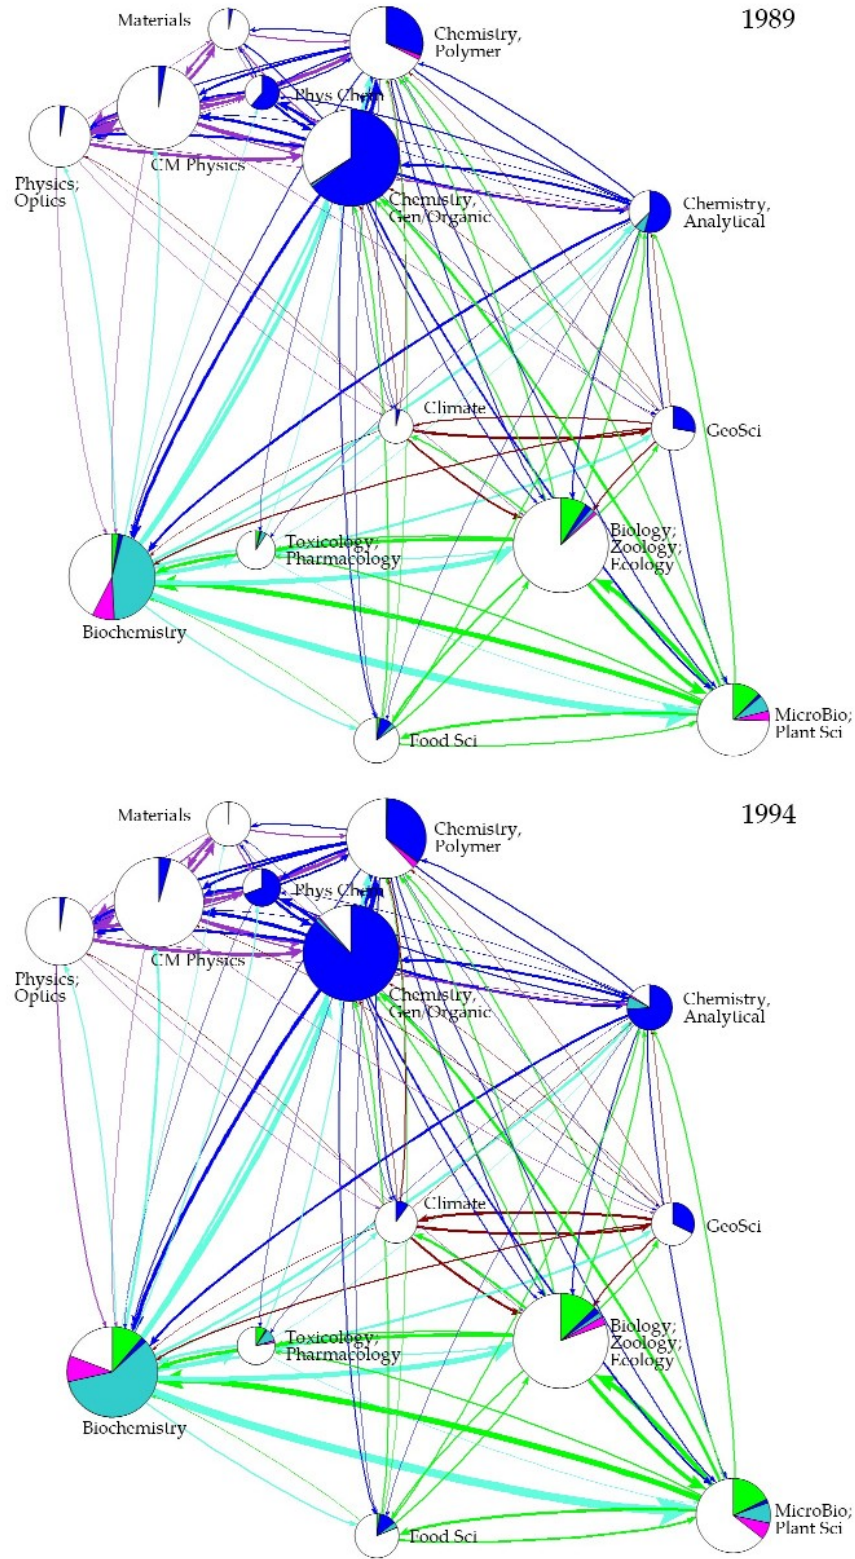 1989
Materials
Chemistry,
Polymer
Phys Chem
CM Physics
Physics;
Optics
Chemistry,
Gen/Organic
Chemistry,
Analytical
Climate
GeoSci
Biology;
Zoology;
Ecology
Toxicology;
Pharmacology
Biochemistry
MicroBio;
Plant Sci
Food Sci
1994
Materials
Chemistry,
Polymer
Phys Chem
CM Physics
Physics;
Optics
Chemistry,
Gen/Organic
Chemistry,
Analytical
Climate
GeoSci
Biology;
Zoology;
Ecology
Toxicology;
Pharmacology
Biochemistry
MicroBio;
Plant Sci
Food Sci